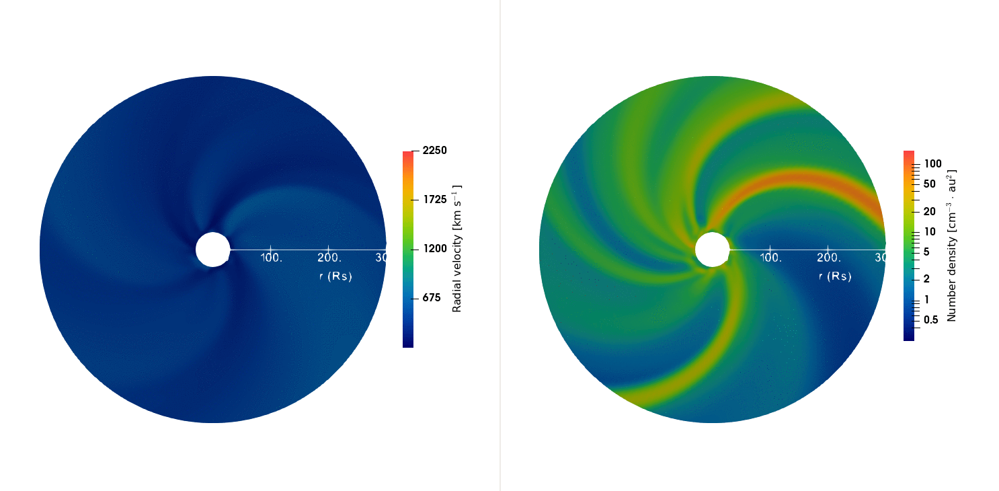 2250
1725
1200
675
Radial velocity [km s⁻¹]
100. 200. 30
r (Rs)
100
50
20
10
5
2
1
0.5
Number density [cm⁻³ · au²]
100. 200. 30
r (Rs)